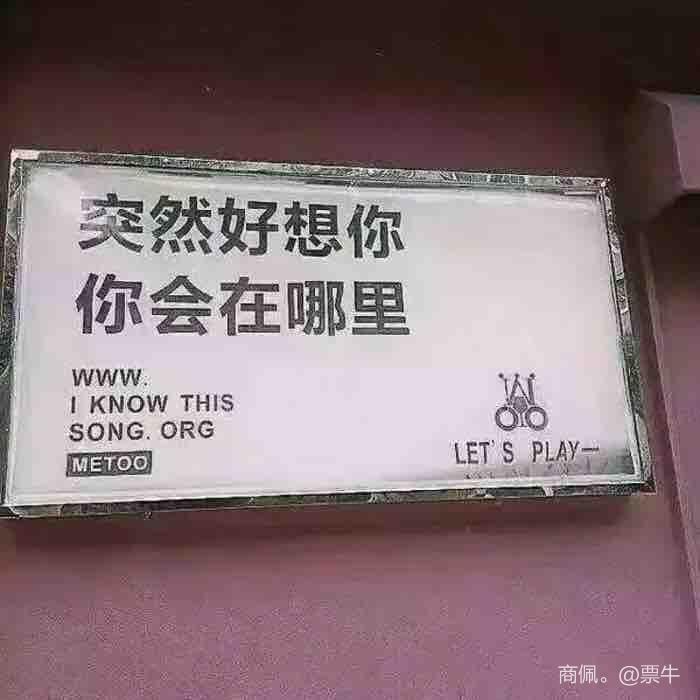 突然好想你
你会在哪里
WWW.
I KNOW THIS
SONG. ORG
METOO
LET'S PLAY—
商佩。@票牛